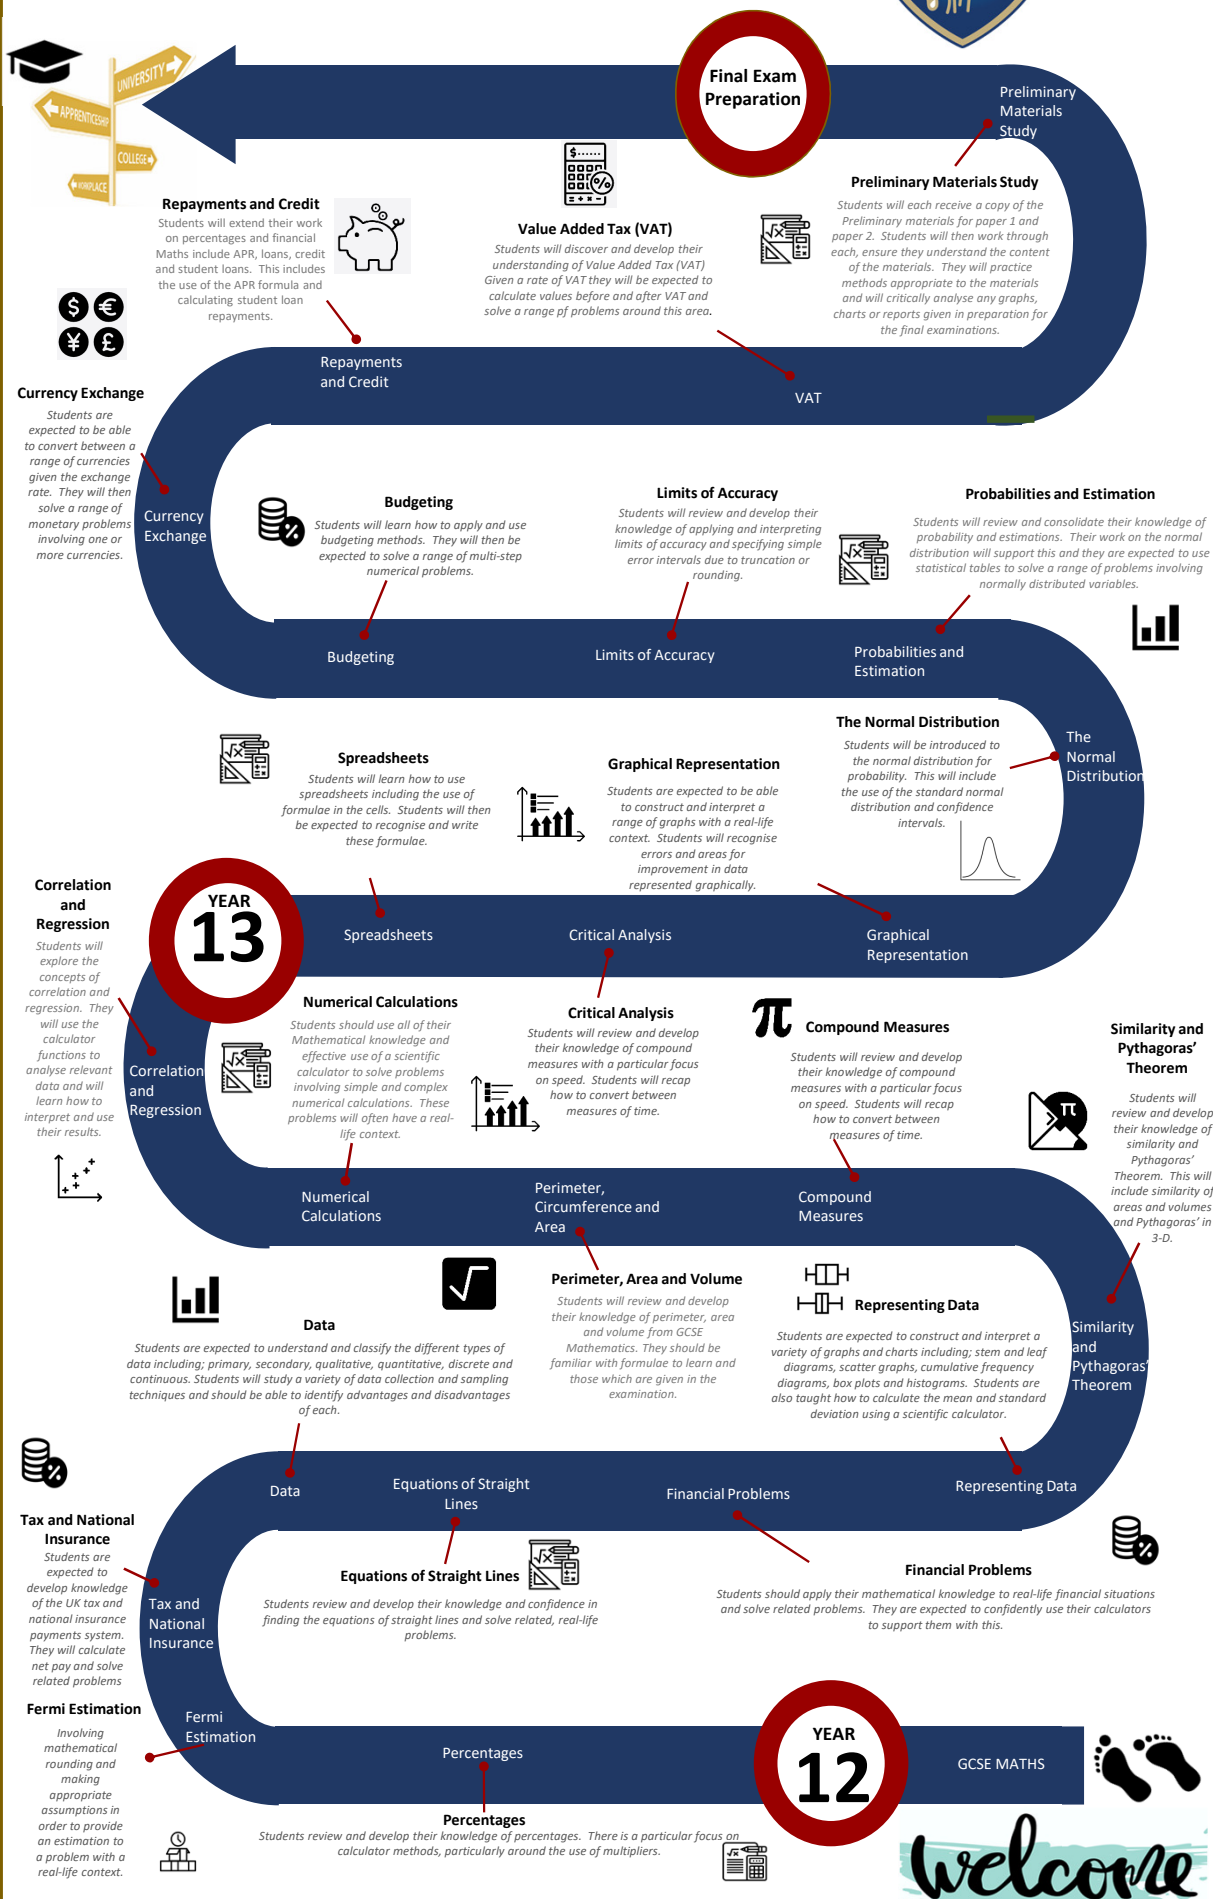 Final Exam
Preparation
Preliminary
Materials
Study
UNIVERSITY
APPRENTICESHIP
COLLEGE
WORKPLACE
Preliminary Materials Study
Students will each receive a copy of the
Preliminary materials for paper 1 and
paper 2. Students will then work through
each, ensure they understand the content
of the materials. They will practice
methods appropriate to the materials
and will critically analyse any graphs,
charts or reports given in preparation for
the final examinations.
Value Added Tax (VAT)
Students will discover and develop their
understanding of Value Added Tax (VAT)
Given a rate of VAT they will be expected to
calculate values before and after VAT and
solve a range pf problems around this area.
Repayments and Credit
Students will extend their work
on percentages and financial
Maths include APR, loans, credit
and student loans. This includes
the use of the APR formula and
calculating student loan
repayments.
Repayments
and Credit
VAT
Currency Exchange
Students are
expected to be able
to convert between a
range of currencies
given the exchange
rate. They will then
solve a range of
monetary problems
involving one or
more currencies.
Currency
Exchange
Budgeting
Students will learn how to apply and use
budgeting methods. They will then be
expected to solve a range of multi-step
numerical problems.
Limits of Accuracy
Students will review and develop their
knowledge of applying and interpreting
limits of accuracy and specifying simple
error intervals due to truncation or
rounding.
Probabilities and Estimation
Students will review and consolidate their knowledge of
probability and estimations. Their work on the normal
distribution will support this and they are expected to use
statistical tables to solve a range of problems involving
normally distributed variables.
Budgeting
Limits of Accuracy
Probabilities and
Estimation
The Normal Distribution
Students will be introduced to
the normal distribution for
probability. This will include
the use of the standard normal
distribution and confidence
intervals.
The
Normal
Distribution
Spreadsheets
Students will learn how to use
spreadsheets including the use of
formulae in the cells. Students will then
be expected to recognise and write
these formulae.
Graphical Representation
Students are expected to be able
to construct and interpret a
range of graphs with a real-life
context. Students will recognise
errors and areas for
improvement in data
represented graphically.
YEAR
13
Spreadsheets
Critical Analysis
Graphical
Representation
Correlation
and
Regression
Students will
explore the
concepts of
correlation and
regression. They
will use the
calculator
functions to
analyse relevant
data and will
learn how to
interpret and use
their results.
Correlation
and
Regression
Numerical Calculations
Students should use all of their
Mathematical knowledge and
effective use of a scientific
calculator to solve problems
involving simple and complex
numerical calculations. These
problems will often have a real-
life context.
Critical Analysis
Students will review and develop
their knowledge of compound
measures with a particular focus
on speed. Students will recap
how to convert between
measures of time.
π
Compound Measures
Students will review and develop
their knowledge of compound
measures with a particular focus
on speed. Students will recap
how to convert between
measures of time.
Similarity and
Pythagoras'
Theorem
Students will
review and develop
their knowledge of
similarity and
Pythagoras'
Theorem. This will
include similarity of
areas and volumes
and Pythagoras' in
3-D.
Numerical
Calculations
Perimeter,
Circumference and
Area
Compound
Measures
Similarity
and
Pythagoras'
Theorem
Data
Students are expected to understand and classify the different types of
data including; primary, secondary, qualitative, quantitative, discrete and
continuous. Students will study a variety of data collection and sampling
techniques and should be able to identify advantages and disadvantages
of each.
Perimeter, Area and Volume
Students will review and develop
their knowledge of perimeter, area
and volume from GCSE
Mathematics. They should be
familiar with formulae to learn and
those which are given in the
examination.
Representing Data
Students are expected to construct and interpret a
variety of graphs and charts including; stem and leaf
diagrams, scatter graphs, cumulative frequency
diagrams, box plots and histograms. Students are
also taught how to calculate the mean and standard
deviation using a scientific calculator.
Data
Equations of Straight
Lines
Financial Problems
Representing Data
Tax and National
Insurance
Students are
expected to
develop knowledge
of the UK tax and
national insurance
payments system.
They will calculate
net pay and solve
related problems
Tax and
National
Insurance
Equations of Straight Lines
Students review and develop their knowledge and confidence in
finding the equations of straight lines and solve related, real-life
problems.
Financial Problems
Students should apply their mathematical knowledge to real-life financial situations
and solve related problems. They are expected to confidently use their calculators
to support them with this.
Fermi Estimation
Involving
mathematical
rounding and
making
appropriate
assumptions in
order to provide
an estimation to
a problem with a
real-life context.
Fermi
Estimation
Percentages
YEAR
12
GCSE MATHS
Percentages
Students review and develop their knowledge of percentages. There is a particular focus on
calculator methods, particularly around the use of multipliers.
welcome